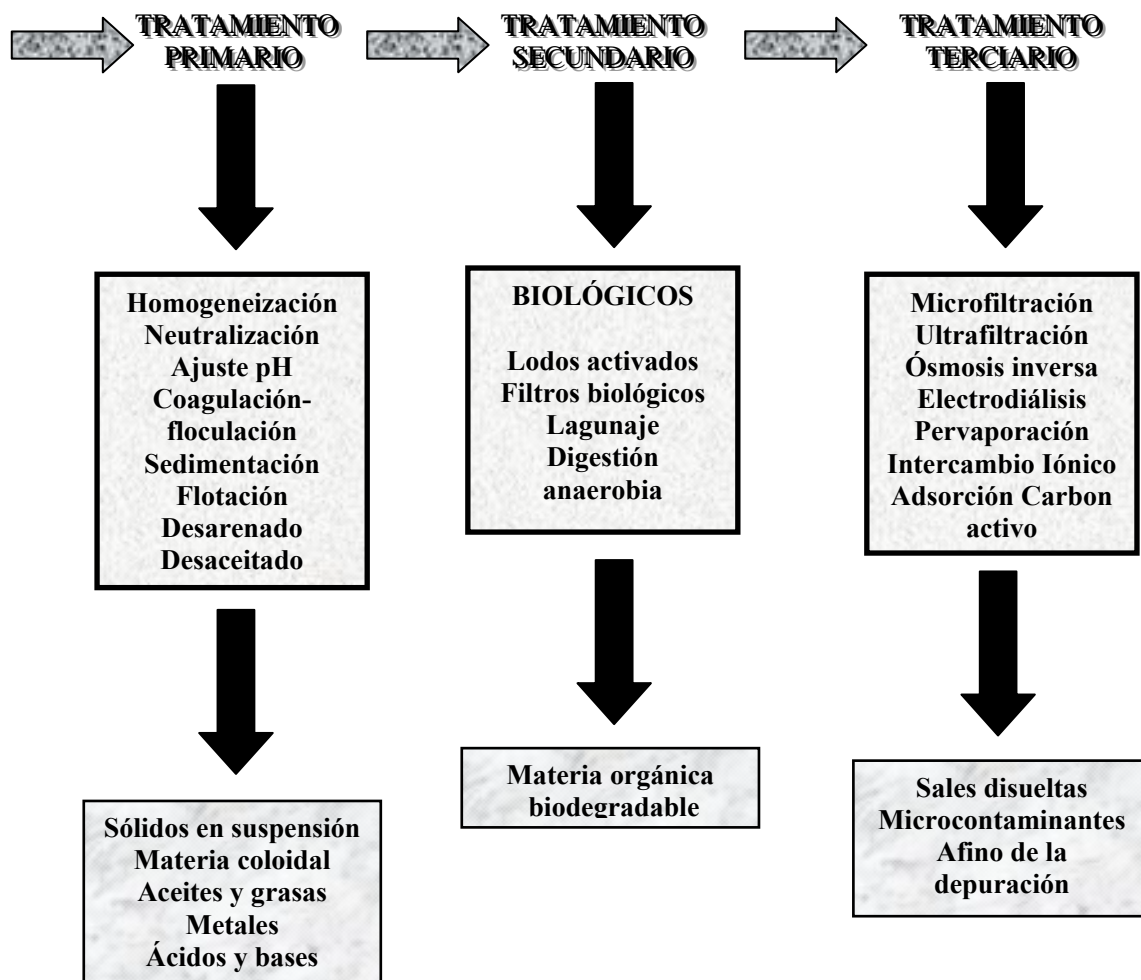 TRATAMIENTO
PRIMARIO
TRATAMIENTO
SECUNDARIO
TRATAMIENTO
TERCIARIO
Homogeneización
Neutralización
Ajuste pH
Coagulación-
floculación
Sedimentación
Flotación
Desarenado
Desaceitado
BIOLÓGICOS
Lodos activados
Filtros biológicos
Lagunaje
Digestión
anaerobia
Microfiltración
Ultrafiltración
Ósmosis inversa
Electrodiálisis
Pervaporación
Intercambio Iónico
Adsorción Carbon
activo
Sólidos en suspensión
Materia coloidal
Aceites y grasas
Metales
Ácidos y bases
Materia orgánica
biodegradable
Sales disueltas
Microcontaminantes
Afino de la
depuración